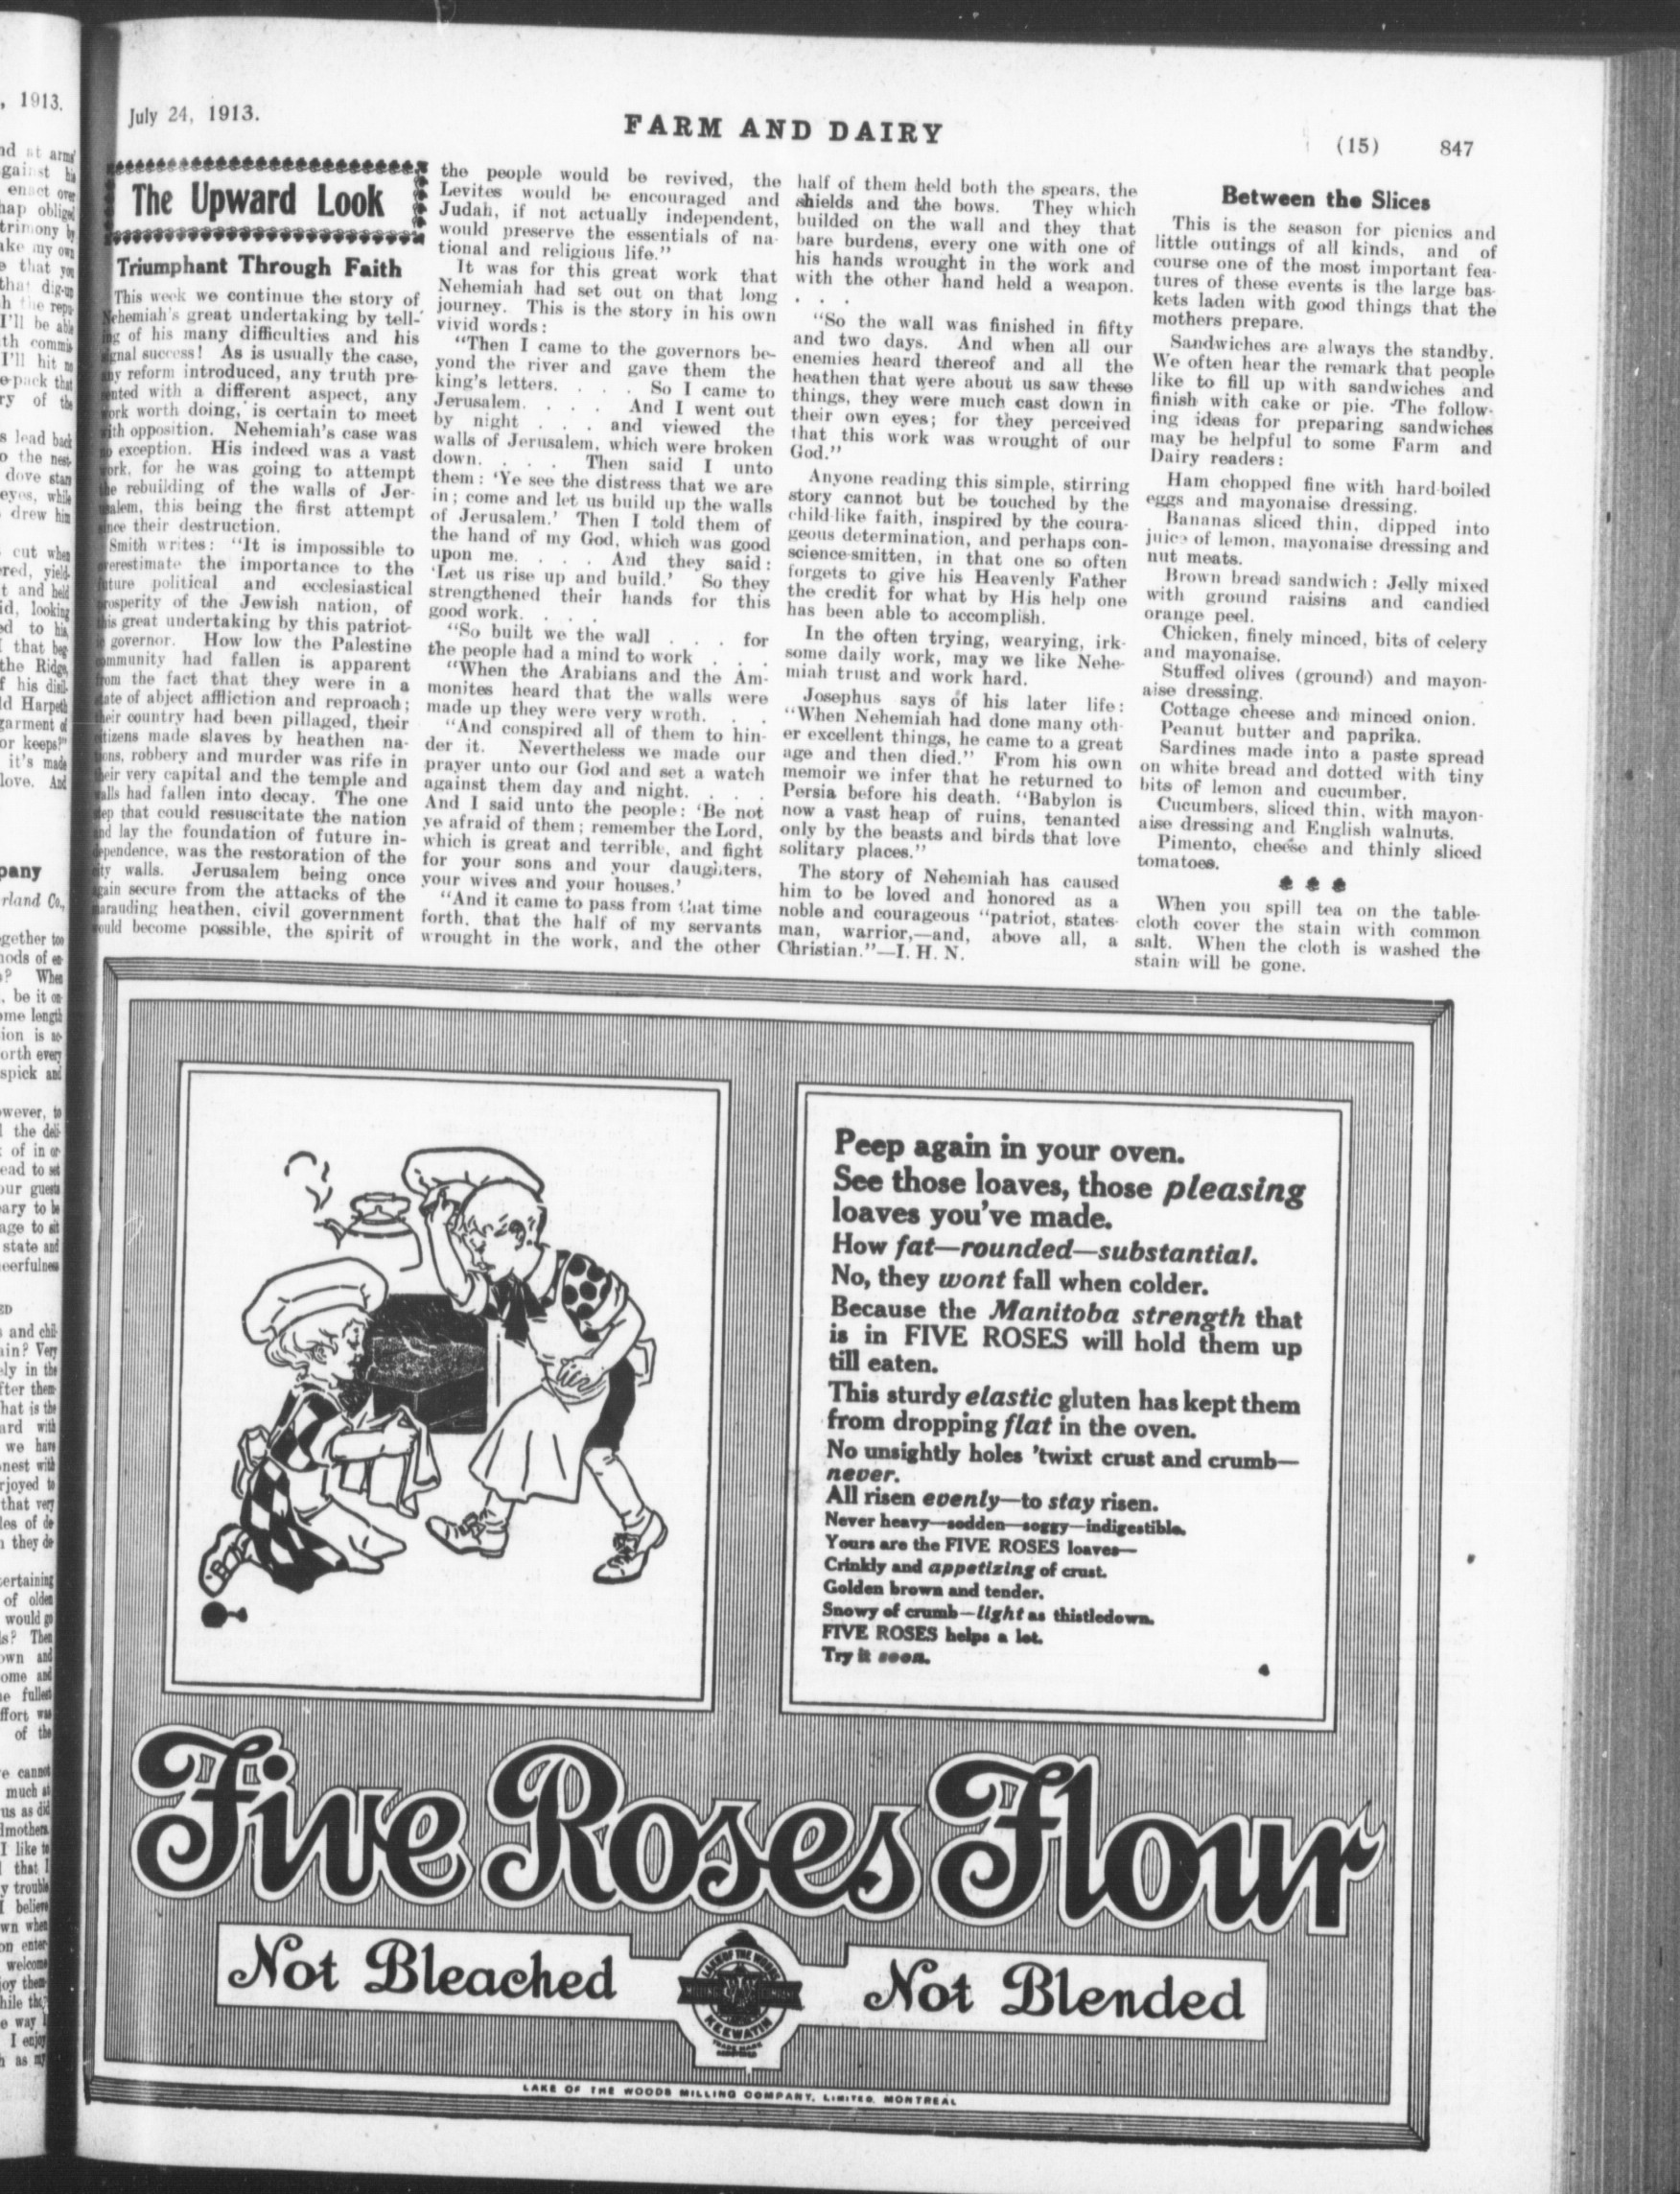 July 24, 1913.
FARM AND DAIRY
(15) 847
The Upward Look
Triumphant Through Faith
This week we continue the story of
Nehemiah's great undertaking by tell-
ing of his many difficulties and his
signal success! As is usually the case,
any reform introduced, any truth pre-
sented with a different aspect, any
work worth doing, is certain to meet
with opposition. Nehemiah's case was
no exception. His indeed was a vast
work, for he was going to attempt
the rebuilding of the walls of Jer-
usalem, this being the first attempt
since their destruction.
Smith writes: "It is impossible to
overestimate the importance to the
future political and ecclesiastical
prosperity of the Jewish nation, of
this great undertaking by this patriot-
ic governor. How low the Palestine
community had fallen is apparent
from the fact that they were in a
state of abject affliction and reproach;
their country had been pillaged, their
citizens made slaves by heathen na-
tions, robbery and murder was rife in
their very capital and the temple and
walls had fallen into decay. The one
step that could resuscitate the nation
and lay the foundation of future in-
dependence, was the restoration of the
city walls. Jerusalem being once
again secure from the attacks of the
marauding heathen, civil government
would become possible, the spirit of
the people would be revived, the
Levites would be encouraged and
Judah, if not actually independent,
would preserve the essentials of na-
tional and religious life."
It was for this great work that
Nehemiah had set out on that long
journey. This is the story in his own
vivid words:
"Then I came to the governors be-
yond the river and gave them the
king's letters. . . . So I came to
Jerusalem. . . . And I went out
by night . . . and viewed the
walls of Jerusalem, which were broken
down. . . . Then said I unto
them: 'Ye see the distress that we are
in; come and let us build up the walls
of Jerusalem.' Then I told them of
the hand of my God, which was good
upon me. . . . And they said:
'Let us rise up and build.' So they
strengthened their hands for this
good work. . . .
"So built we the wall . . . for
the people had a mind to work . . .
"When the Arabians and the Am-
monites heard that the walls were
made up they were very wroth. . .
"And conspired all of them to hin-
der it. Nevertheless we made our
prayer unto our God and set a watch
against them day and night. . . .
And I said unto the people: 'Be not
ye afraid of them; remember the Lord,
which is great and terrible, and fight
for your sons and your daughters,
your wives and your houses.'
"And it came to pass from that time
forth, that the half of my servants
wrought in the work, and the other
half of them held both the spears, the
shields and the bows. They which
builded on the wall and they that
bare burdens, every one with one of
his hands wrought in the work and
with the other hand held a weapon.
. . .
"So the wall was finished in fifty
and two days. And when all our
enemies heard thereof and all the
heathen that were about us saw these
things, they were much cast down in
their own eyes; for they perceived
that this work was wrought of our
God."
Anyone reading this simple, stirring
story cannot but be touched by the
child-like faith, inspired by the coura-
geous determination, and perhaps con-
science-smitten, in that one so often
forgets to give his Heavenly Father
the credit for what by His help one
has been able to accomplish.
In the often trying, wearying, irk-
some daily work, may we like Nehe-
miah trust and work hard.
Josephus says of his later life:
"When Nehemiah had done many oth-
er excellent things, he came to a great
age and then died." From his own
memoir we infer that he returned to
Persia before his death. "Babylon is
now a vast heap of ruins, tenanted
only by the beasts and birds that love
solitary places."
The story of Nehemiah has caused
him to be loved and honored as a
noble and courageous "patriot, states-
man, warrior,—and, above all, a
Christian."—I. H. N.
Between the Slices
This is the season for picnics and
little outings of all kinds, and of
course one of the most important fea-
tures of these events is the large bas-
kets laden with good things that the
mothers prepare.
Sandwiches are always the standby.
We often hear the remark that people
like to fill up with sandwiches and
finish with cake or pie. The follow-
ing ideas for preparing sandwiches
may be helpful to some Farm and
Dairy readers:
Ham chopped fine with hard-boiled
eggs and mayonaise dressing.
Bananas sliced thin, dipped into
juice of lemon, mayonaise dressing and
nut meats.
Brown bread sandwich: Jelly mixed
with ground raisins and candied
orange peel.
Chicken, finely minced, bits of celery
and mayonaise.
Stuffed olives (ground) and mayon-
aise dressing.
Cottage cheese and minced onion.
Peanut butter and paprika.
Sardines made into a paste spread
on white bread and dotted with tiny
bits of lemon and cucumber.
Cucumbers, sliced thin, with mayon-
aise dressing and English walnuts.
Pimento, cheese and thinly sliced
tomatoes.
When you spill tea on the table-
cloth cover the stain with common
salt. When the cloth is washed the
stain will be gone.
Peep again in your oven.
See those loaves, those pleasing
loaves you've made.
How fat—rounded—substantial.
No, they wont fall when colder.
Because the Manitoba strength that
is in FIVE ROSES will hold them up
till eaten.
This sturdy elastic gluten has kept them
from dropping flat in the oven.
No unsightly holes 'twixt crust and crumb—
never.
All risen evenly—to stay risen.
Never heavy—sodden—soggy—indigestible.
Yours are the FIVE ROSES loaves—
Crinkly and appetizing of crust.
Golden brown and tender.
Snowy of crumb—light as thistledown.
FIVE ROSES helps a lot.
Try it soon.
Five Roses Flour
Not Bleached
LAKE OF THE WOODS
MILLING COMPANY
KEEWATIN
TRADE MARK
Not Blended
LAKE OF THE WOODS MILLING COMPANY, LIMITED, MONTREAL